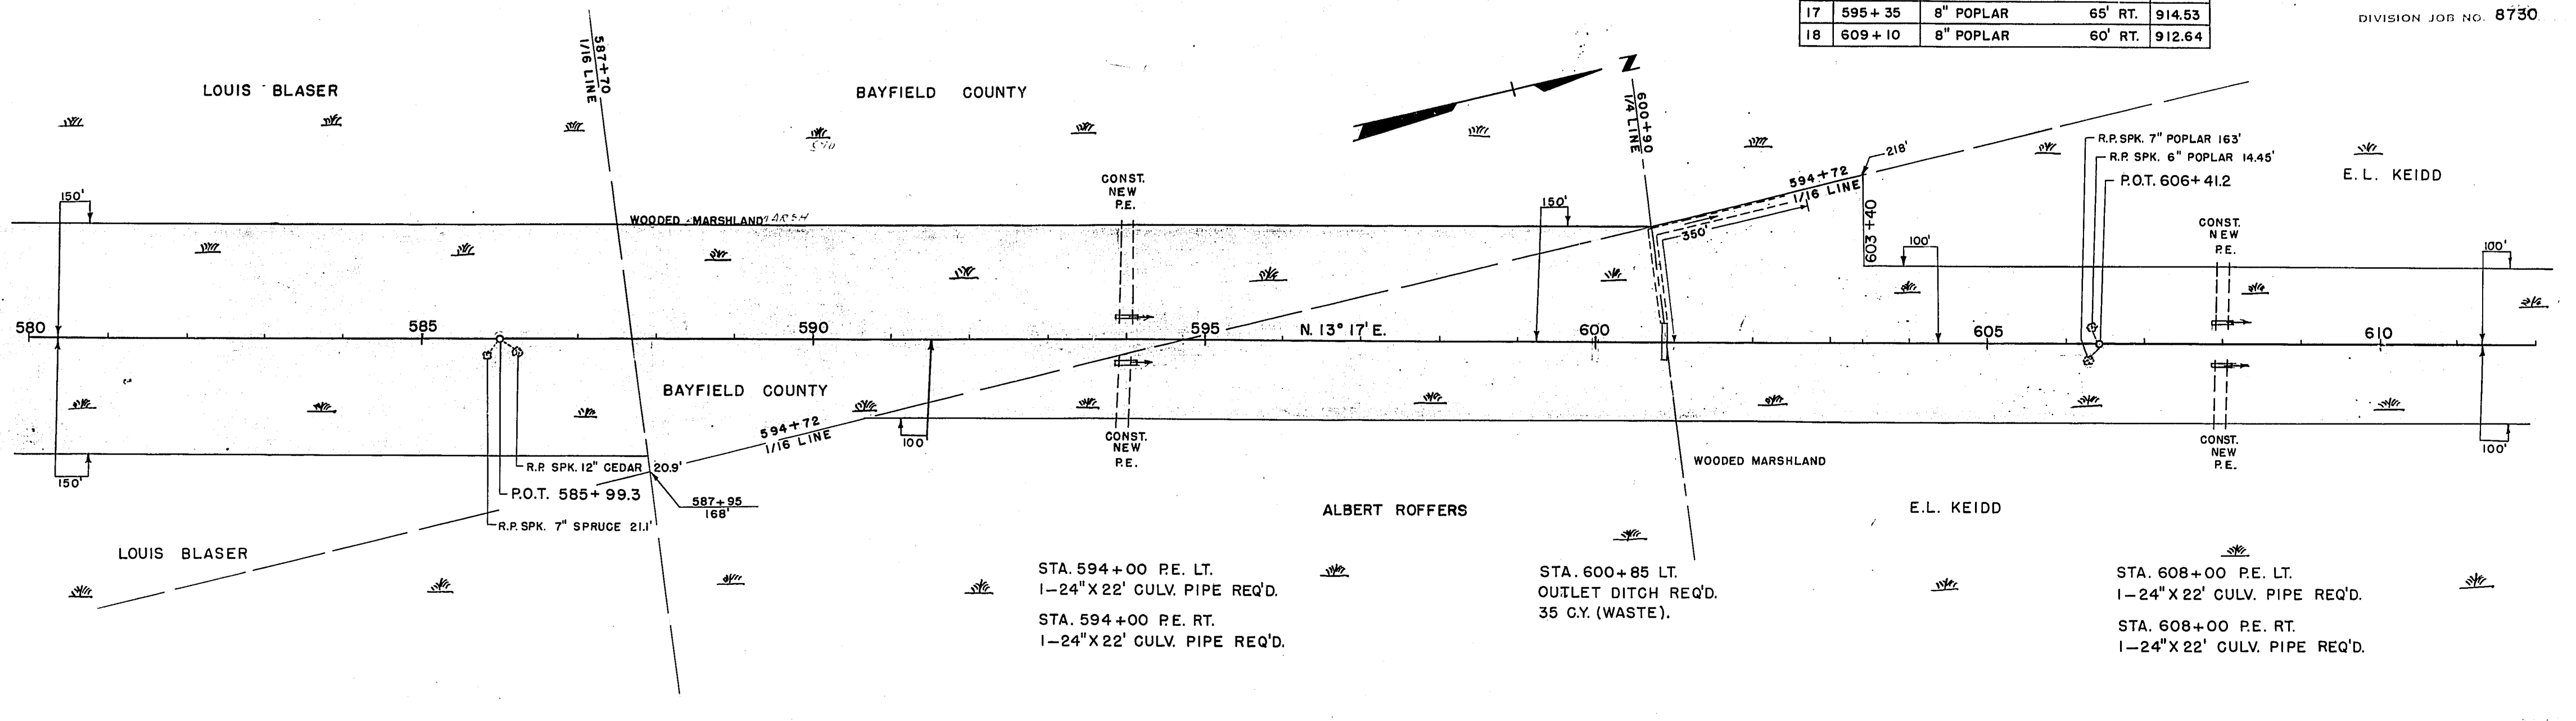 17 595+35 8" POPLAR 65' RT. 914.53
18 609+10 8" POPLAR 60' RT. 912.64
DIVISION JOB NO. 8730
587+70
1/16 LINE
LOUIS BLASER
BAYFIELD COUNTY
590
Z
600+90
1/4 LINE
218'
R.P. SPK. 7" POPLAR 163'
R.P. SPK. 6" POPLAR 14.45'
P.O.T. 606+41.2
E.L. KEIDD
CONST.
NEW
P.E.
594+72
1/16 LINE
150'
150'
WOODED MARSHLAND
350'
603+40
100'
CONST.
NEW
P.E.
100'
580
585
590
595
N. 13° 17' E.
600
605
610
BAYFIELD COUNTY
594+72
1/16 LINE
100'
CONST.
NEW
P.E.
CONST.
NEW
P.E.
100'
150'
R.P. SPK. 12" CEDAR 20.9'
P.O.T. 585+99.3
R.P. SPK. 7" SPRUCE 21.1'
587+95
168'
WOODED MARSHLAND
ALBERT ROFFERS
E.L. KEIDD
LOUIS BLASER
STA. 594+00 P.E. LT.
1-24"X22' CULV. PIPE REQ'D.
STA. 594+00 P.E. RT.
1-24"X22' CULV. PIPE REQ'D.
STA. 600+85 LT.
OUTLET DITCH REQ'D.
35 C.Y. (WASTE).
STA. 608+00 P.E. LT.
1-24"X22' CULV. PIPE REQ'D.
STA. 608+00 P.E. RT.
1-24"X22' CULV. PIPE REQ'D.